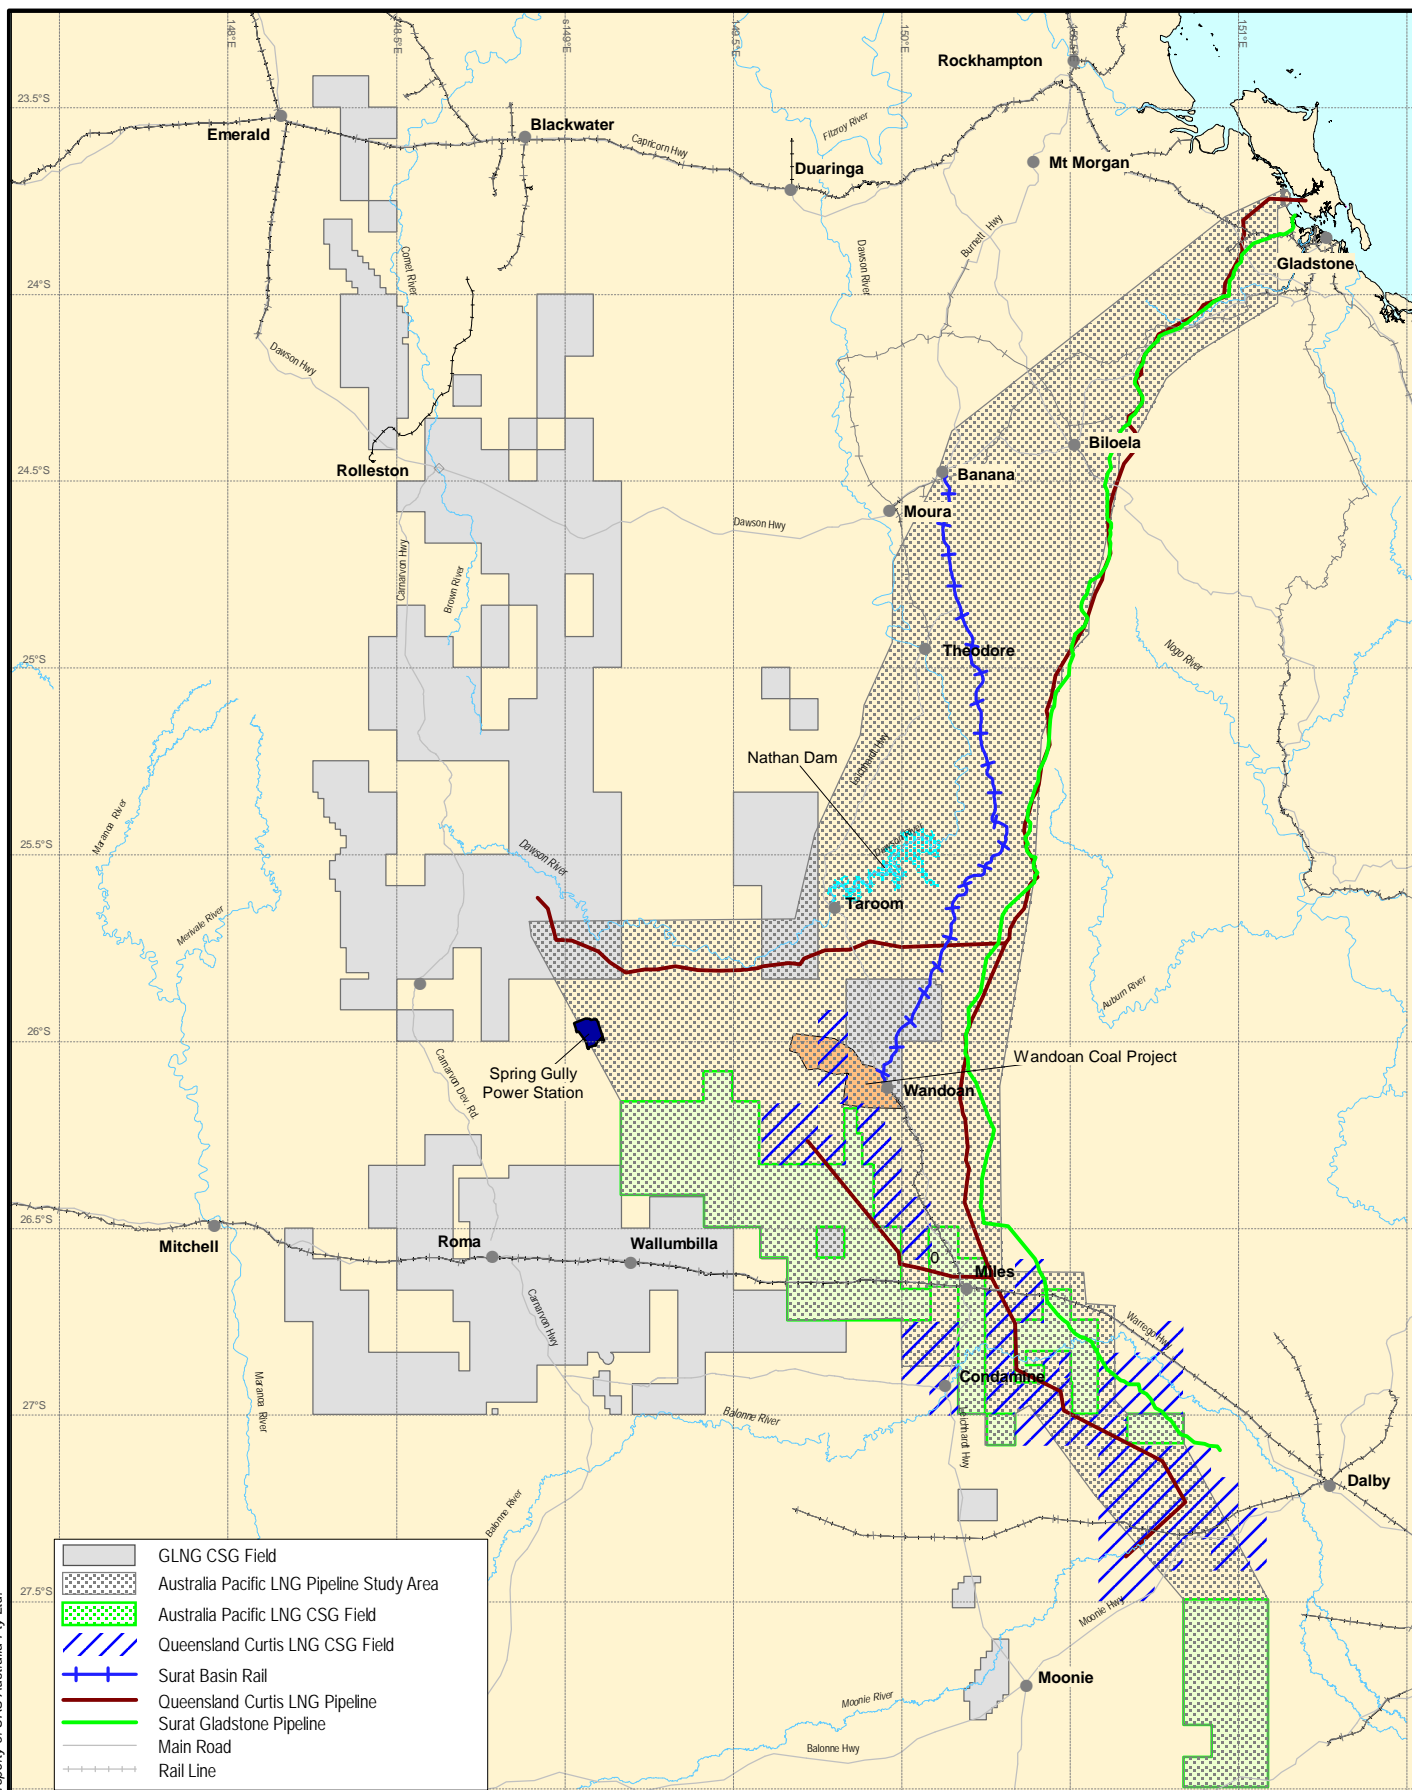 148°E
148.5°E
149°E
149.5°E
150°E
150.5°E
151°E
Rockhampton
23.5°S
Emerald
Blackwater
Capricorn Hwy
Fitzroy River
Mt Morgan
Duaringa
Comet River
Dawson River
Burnett Hwy
Gladstone
24°S
Dawson Hwy
Biloela
Rolleston
24.5°S
Banana
Moura
Dawson Hwy
Carnarvon Hwy
Brown River
Theodore
25°S
Nogo River
Leichhardt Hwy
Nathan Dam
Maranoa River
Dawson River
Dawson River
25.5°S
Taroom
Merivale River
Auburn River
26°S
Spring Gully
Power Station
Wandoan Coal Project
Wandoan
Carnarvon Dev. Rd
26.5°S
Mitchell
Roma
Wallumbilla
0
Miles
Warrego Hwy
Carnarvon Hwy
Condamine
Maranoa River
27°S
Balonne River
Leichhardt Hwy
Dalby
Balonne River
27.5°S
Moonie Hwy
Moonie
Moonie River
Balonne Hwy
GLNG CSG Field
Australia Pacific LNG Pipeline Study Area
Australia Pacific LNG CSG Field
Queensland Curtis LNG CSG Field
Surat Basin Rail
Queensland Curtis LNG Pipeline
Surat Gladstone Pipeline
Main Road
Rail Line